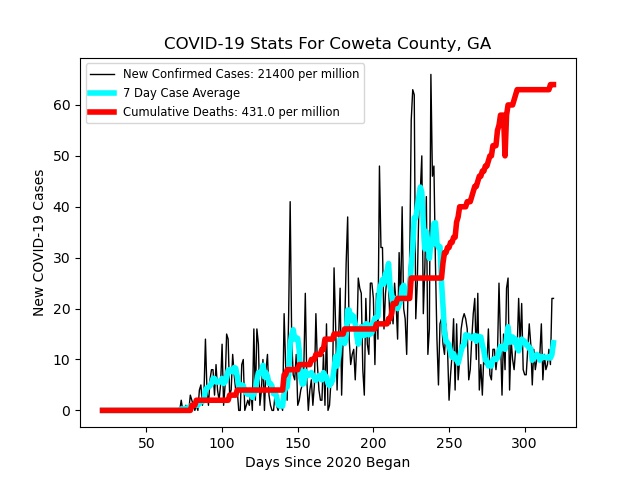 COVID-19 Stats For Coweta County, GA
New Confirmed Cases: 21400 per million
7 Day Case Average
Cumulative Deaths: 431.0 per million
60
50
40
30
20
10
0
New COVID-19 Cases
50 100 150 200 250 300
Days Since 2020 Began